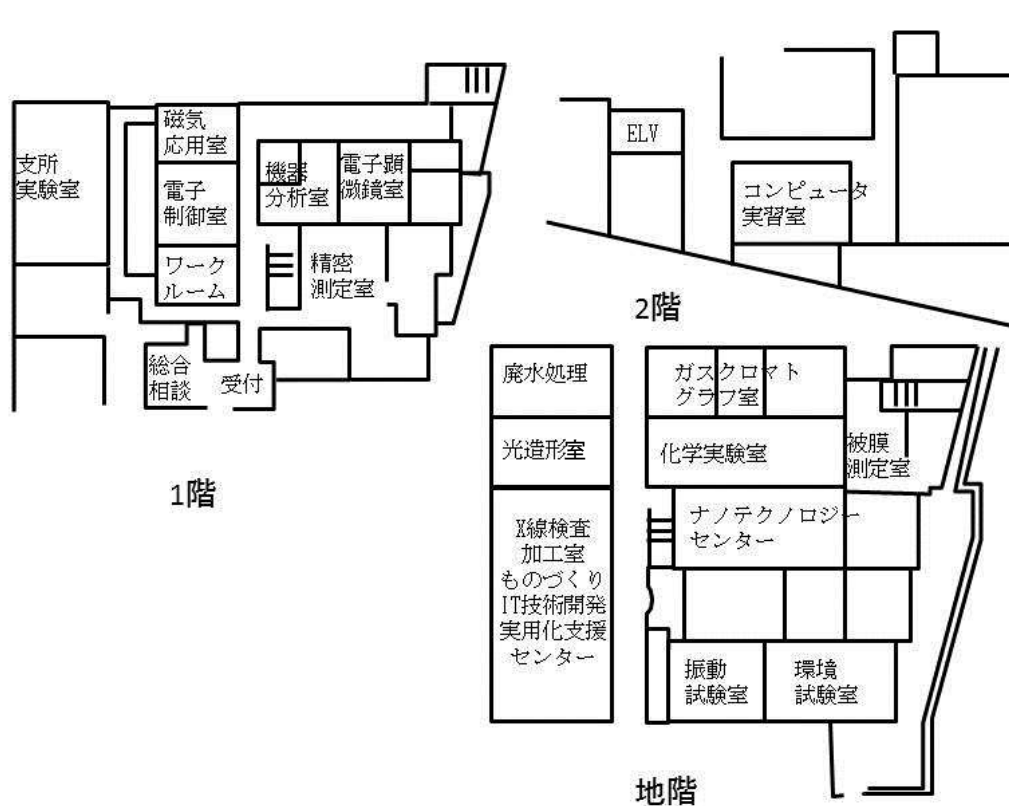 支所
実験室
磁気
応用室
電子
制御室
ワーク
ルーム
機器
分析室
電子顕
微鏡室
精密
測定室
総合
相談
受付
1階
ELV
コンピュータ
実習室
2階
廃水処理
光造形室
X線検査
加工室
ものづくり
IT技術開発
実用化支援
センター
ガスクロマト
グラフ室
化学実験室
被膜
測定室
ナノテクノロジー
センター
振動
試験室
環境
試験室
地階